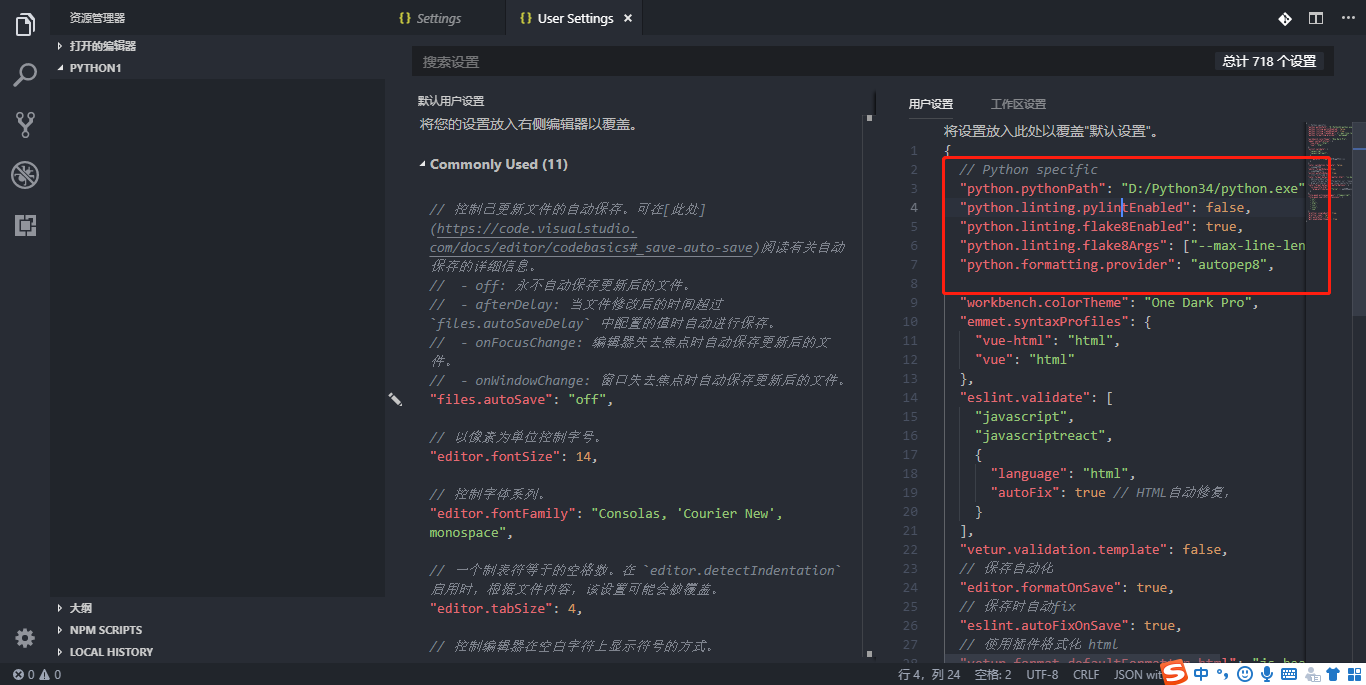 资源管理器
{} Settings
{} User Settings ×
打开的编辑器
PYTHON1
搜索设置
总计 718 个设置
默认用户设置
将您的设置放入右侧编辑器以覆盖。
Commonly Used (11)
// 控制已更新文件的自动保存。可在[此处]
(https://code.visualstudio.
com/docs/editor/codebasics#_save-auto-save)阅读有关自动
保存的详细信息。
//  - off: 永不自动保存更新后的文件。
//  - afterDelay: 当文件修改后的时间超过
`files.autoSaveDelay` 中配置的值时自动进行保存。
//  - onFocusChange: 编辑器失去焦点时自动保存更新后的文
件。
//  - onWindowChange: 窗口失去焦点时自动保存更新后的文件。
"files.autoSave": "off",
// 以像素为单位控制字号。
"editor.fontSize": 14,
// 控制字体系列。
"editor.fontFamily": "Consolas, 'Courier New',
monospace",
// 一个制表符等于的空格数。在 `editor.detectIndentation`
启用时，根据文件内容，该设置可能会被覆盖。
"editor.tabSize": 4,
// 控制编辑器在空白字符上显示符号的方式。
用户设置 工作区设置
将设置放入此处以覆盖"默认设置"。
1 {
2 // Python specific
3 "python.pythonPath": "D:/Python34/python.exe"
4 "python.linting.pylintEnabled": false,
5 "python.linting.flake8Enabled": true,
6 "python.linting.flake8Args": ["--max-line-len
7 "python.formatting.provider": "autopep8",
8
9 "workbench.colorTheme": "One Dark Pro",
10 "emmet.syntaxProfiles": {
11 "vue-html": "html",
12 "vue": "html"
13 },
14 "eslint.validate": [
15 "javascript",
16 "javascriptreact",
17 {
18 "language": "html",
19 "autoFix": true // HTML自动修复，
20 }
21 ],
22 "vetur.validation.template": false,
23 // 保存自动化
24 "editor.formatOnSave": true,
25 // 保存时自动fix
26 "eslint.autoFixOnSave": true,
27 // 使用插件格式化 html
28 "vetur.format.defaultFormatter.html": "js-bea
大纲
NPM SCRIPTS
LOCAL HISTORY
0 0
行 4，列 24 空格: 2 UTF-8 CRLF JSON wit
S 中